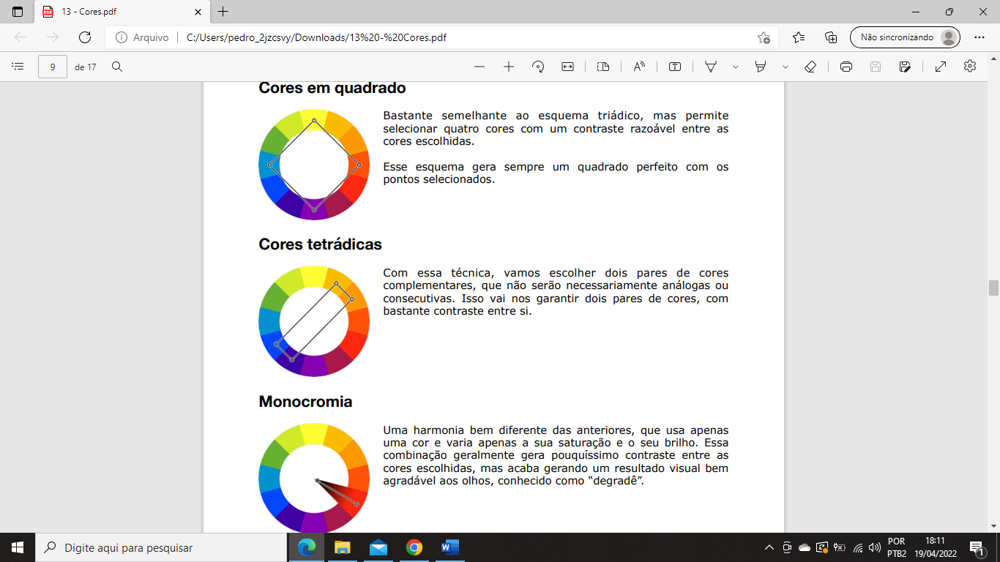 13 - Cores.pdf
Arquivo
C:/Users/pedro_2jzcsvy/Downloads/13%20-%20Cores.pdf
Não sincronizando
9 de 17
Cores em quadrado
Bastante semelhante ao esquema triádico, mas permite
selecionar quatro cores com um contraste razoável entre as
cores escolhidas.
Esse esquema gera sempre um quadrado perfeito com os
pontos selecionados.
Cores tetrádicas
Com essa técnica, vamos escolher dois pares de cores
complementares, que não serão necessariamente análogas ou
consecutivas. Isso vai nos garantir dois pares de cores, com
bastante contraste entre si.
Monocromia
Uma harmonia bem diferente das anteriores, que usa apenas
uma cor e varia apenas a sua saturação e o seu brilho. Essa
combinação geralmente gera pouquíssimo contraste entre as
cores escolhidas, mas acaba gerando um resultado visual bem
agradável aos olhos, conhecido como “degradê”.
Digite aqui para pesquisar
POR
PTB2
18:11
19/04/2022
1